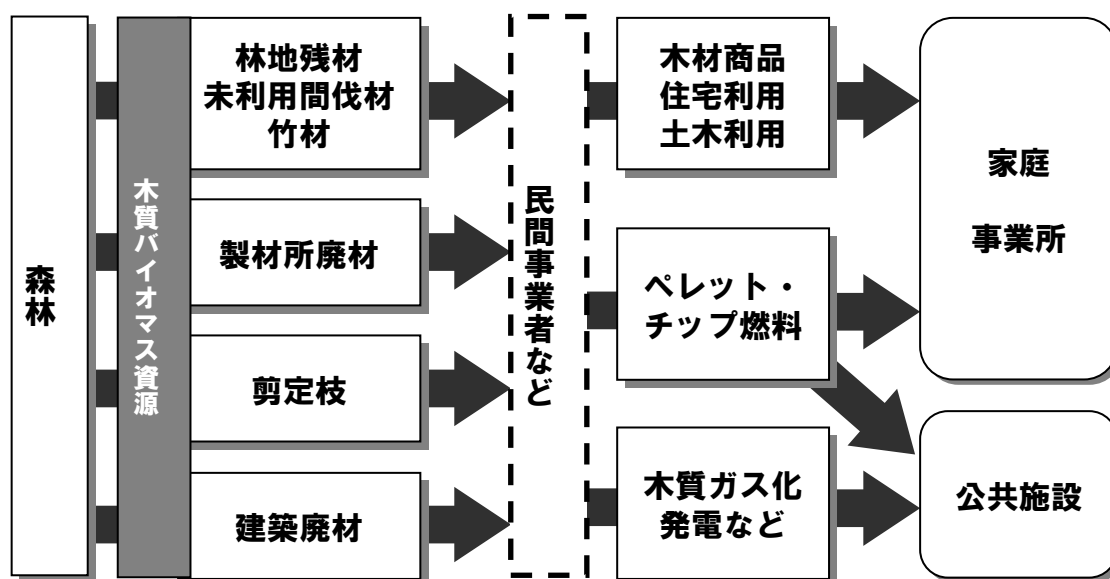 森林
木質バイオマス資源
林地残材
未利用間伐材
竹材
製材所廃材
剪定枝
建築廃材
民間事業者など
木材商品
住宅利用
土木利用
ペレット・
チップ燃料
木質ガス化
発電など
家庭
事業所
公共施設